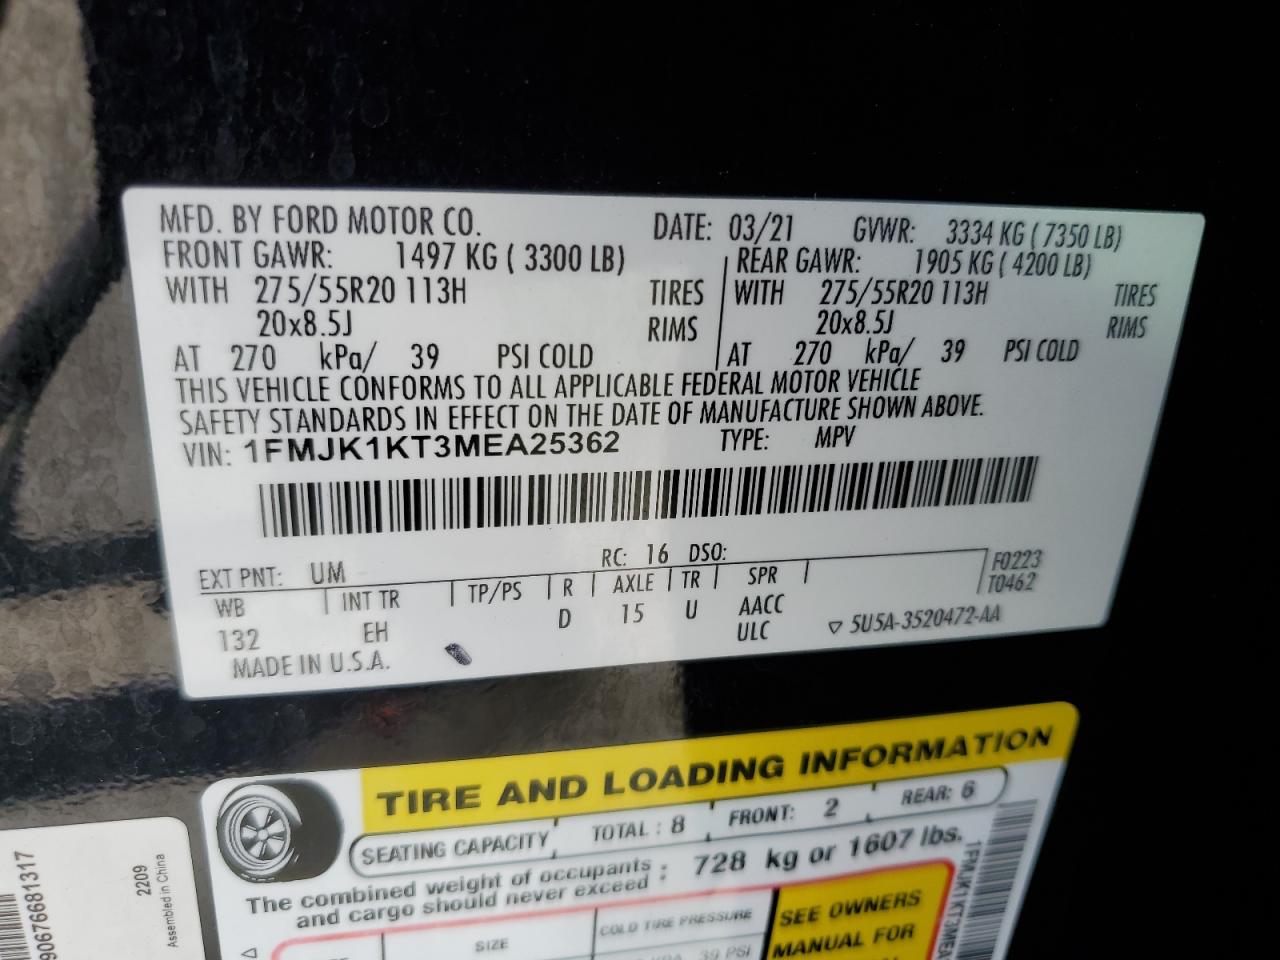 MFD. BY FORD MOTOR CO. DATE: 03/21 GVWR: 3334 KG ( 7350 LB)
FRONT GAWR: 1497 KG ( 3300 LB) REAR GAWR: 1905 KG ( 4200 LB)
WITH 275/55R20 113H TIRES WITH 275/55R20 113H TIRES
20x8.5J RIMS 20x8.5J RIMS
AT 270 kPa/ 39 PSI COLD AT 270 kPa/ 39 PSI COLD
THIS VEHICLE CONFORMS TO ALL APPLICABLE FEDERAL MOTOR VEHICLE
SAFETY STANDARDS IN EFFECT ON THE DATE OF MANUFACTURE SHOWN ABOVE.
VIN: 1FMJK1KT3MEA25362 TYPE: MPV
EXT PNT: UM RC: 16 DSO: F0223
WB INT TR TP/PS R AXLE TR SPR T0462
132 EH D 15 U AACC
ULC ▽ 5U5A-3520472-AA
MADE IN U.S.A.
TIRE AND LOADING INFORMATION
SEATING CAPACITY TOTAL : 8 FRONT: 2 REAR: 6
The combined weight of occupants : 728 kg or 1607 lbs.
and cargo should never exceed
SIZE COLD TIRE PRESSURE SEE OWNERS
39 PSI MANUAL FOR
1FMJK1KT3MEA
90676681317
2209
Assembled in China